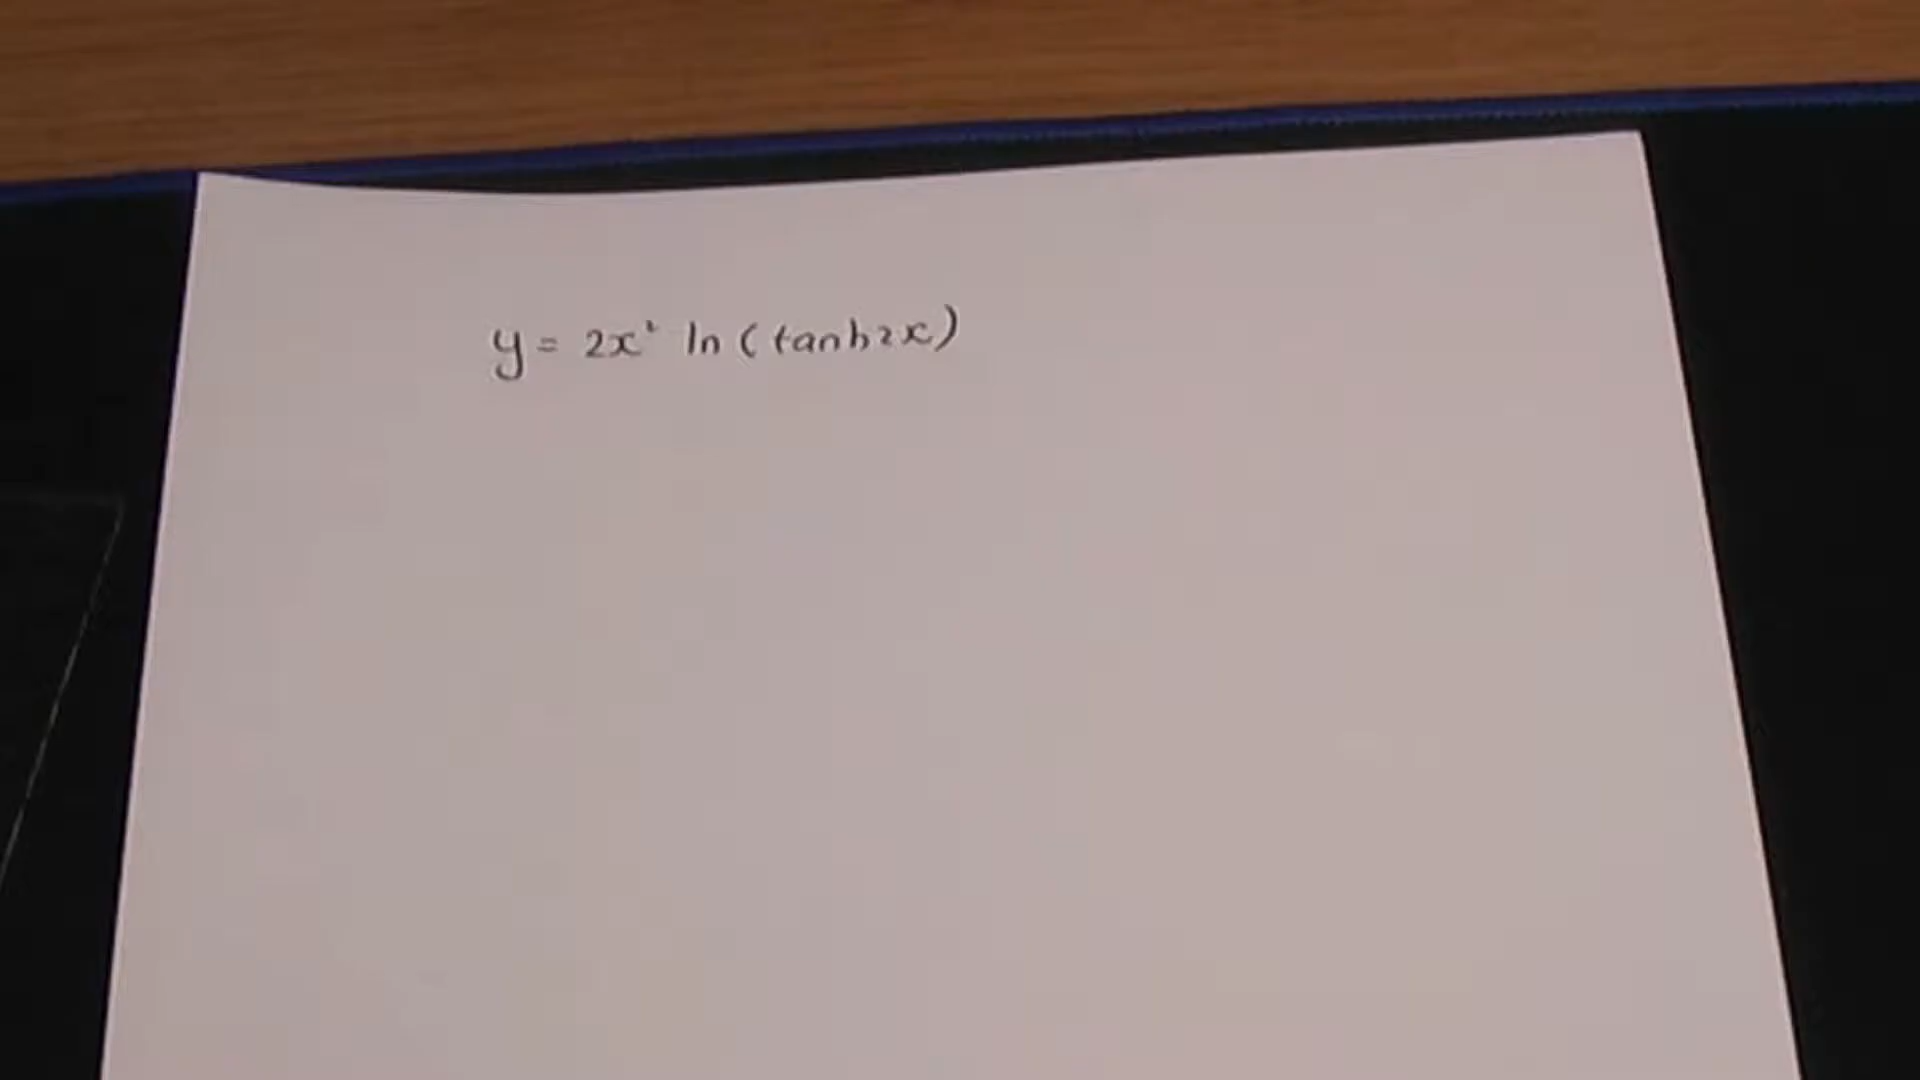 y = 2x² ln (tanh2x)